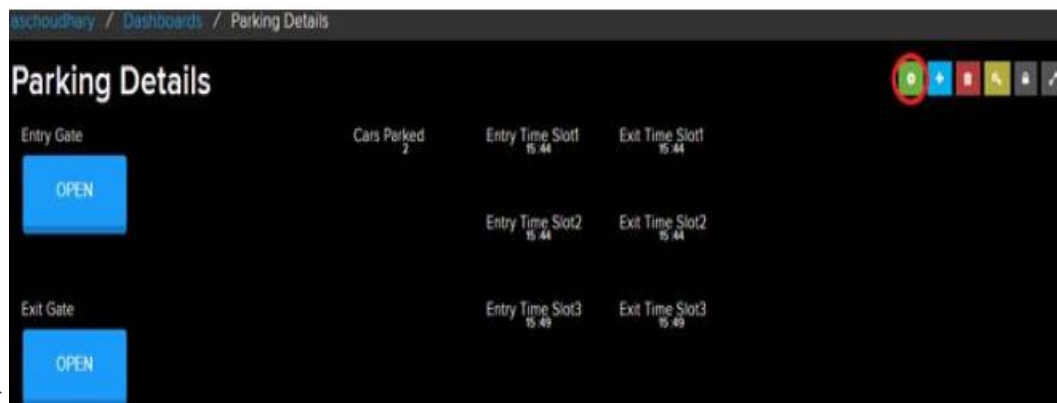 aschoudhary / Dashboards / Parking Details
Parking Details
Entry Gate
OPEN
Cars Parked
2
Entry Time Slot1
15:44
Exit Time Slot1
15:44
Entry Time Slot2
15:44
Exit Time Slot2
15:44
Exit Gate
OPEN
Entry Time Slot3
15:49
Exit Time Slot3
15:49